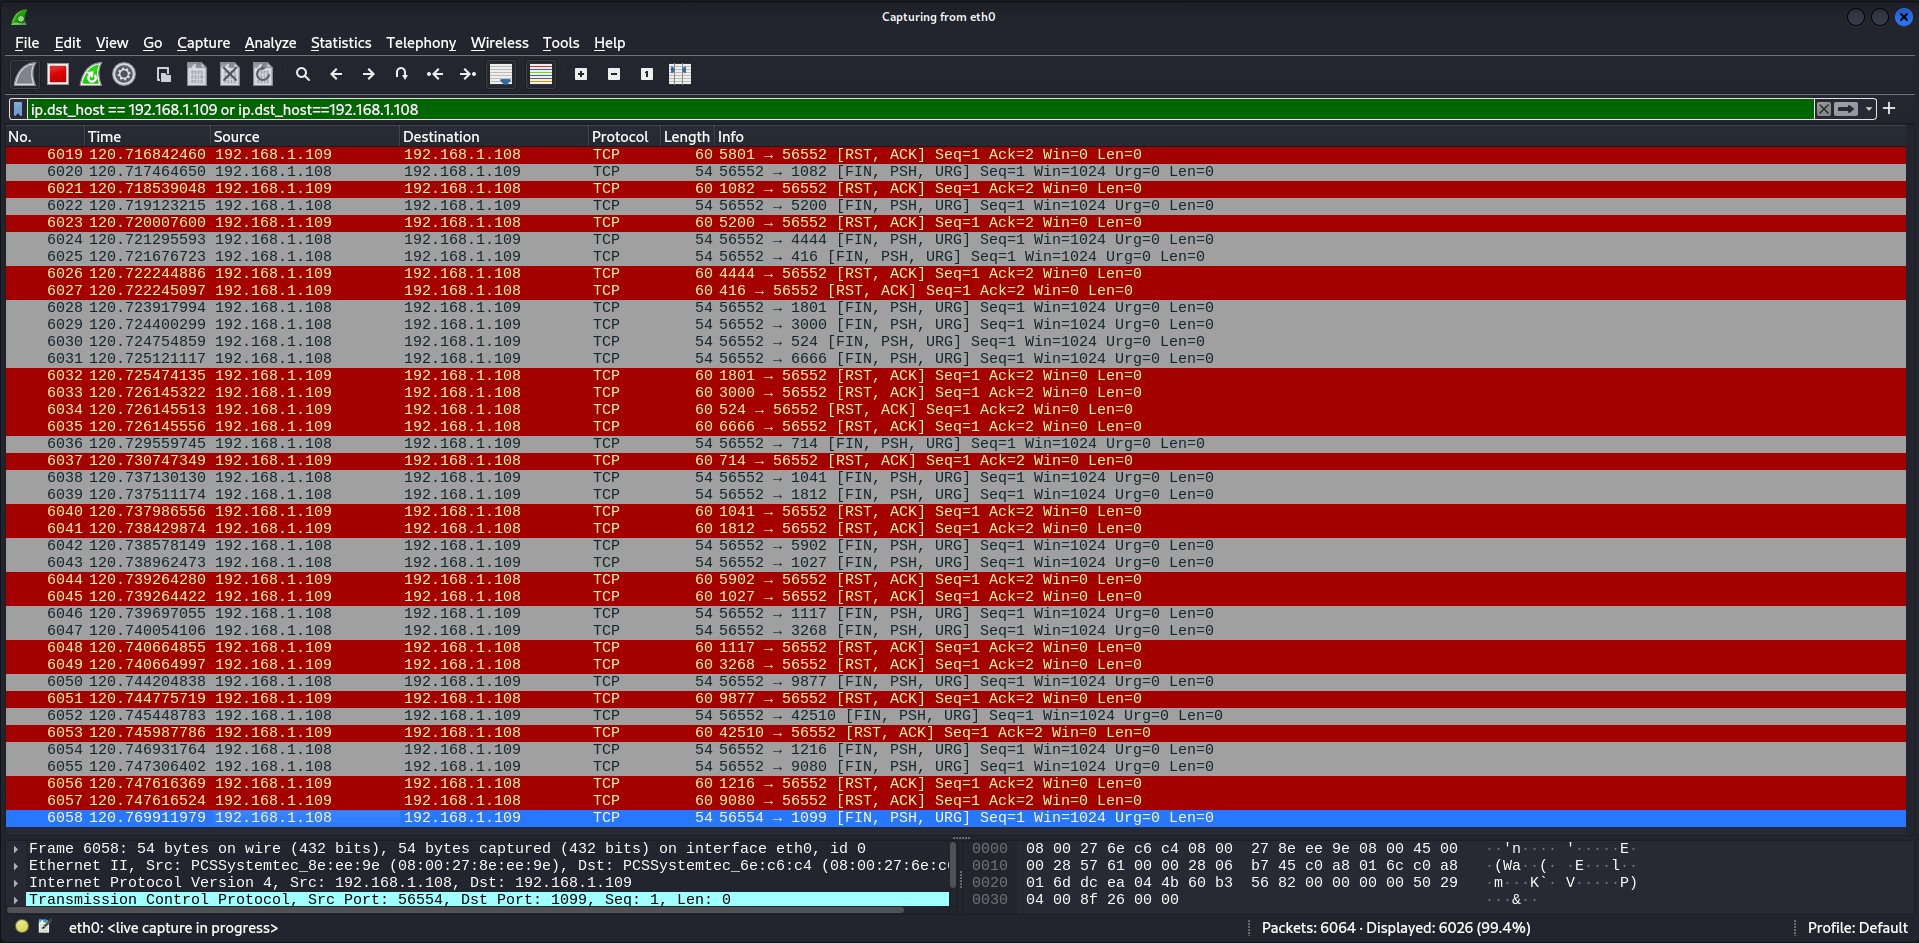 Capturing from eth0
File Edit View Go Capture Analyze Statistics Telephony Wireless Tools Help
ip.dst_host == 192.168.1.109 or ip.dst_host==192.168.1.108
No. Time Source Destination Protocol Length Info
6019 120.716842460 192.168.1.109 192.168.1.108 TCP 60 5801 → 56552 [RST, ACK] Seq=1 Ack=2 Win=0 Len=0
6020 120.717464650 192.168.1.108 192.168.1.109 TCP 54 56552 → 1082 [FIN, PSH, URG] Seq=1 Win=1024 Urg=0 Len=0
6021 120.718539048 192.168.1.109 192.168.1.108 TCP 60 1082 → 56552 [RST, ACK] Seq=1 Ack=2 Win=0 Len=0
6022 120.719123215 192.168.1.108 192.168.1.109 TCP 54 56552 → 5200 [FIN, PSH, URG] Seq=1 Win=1024 Urg=0 Len=0
6023 120.720007600 192.168.1.109 192.168.1.108 TCP 60 5200 → 56552 [RST, ACK] Seq=1 Ack=2 Win=0 Len=0
6024 120.721295593 192.168.1.108 192.168.1.109 TCP 54 56552 → 4444 [FIN, PSH, URG] Seq=1 Win=1024 Urg=0 Len=0
6025 120.721676723 192.168.1.108 192.168.1.109 TCP 54 56552 → 416 [FIN, PSH, URG] Seq=1 Win=1024 Urg=0 Len=0
6026 120.722244886 192.168.1.109 192.168.1.108 TCP 60 4444 → 56552 [RST, ACK] Seq=1 Ack=2 Win=0 Len=0
6027 120.722245097 192.168.1.109 192.168.1.108 TCP 60 416 → 56552 [RST, ACK] Seq=1 Ack=2 Win=0 Len=0
6028 120.723917994 192.168.1.108 192.168.1.109 TCP 54 56552 → 1801 [FIN, PSH, URG] Seq=1 Win=1024 Urg=0 Len=0
6029 120.724400299 192.168.1.108 192.168.1.109 TCP 54 56552 → 3000 [FIN, PSH, URG] Seq=1 Win=1024 Urg=0 Len=0
6030 120.724754859 192.168.1.108 192.168.1.109 TCP 54 56552 → 524 [FIN, PSH, URG] Seq=1 Win=1024 Urg=0 Len=0
6031 120.725121117 192.168.1.108 192.168.1.109 TCP 54 56552 → 6666 [FIN, PSH, URG] Seq=1 Win=1024 Urg=0 Len=0
6032 120.725474135 192.168.1.109 192.168.1.108 TCP 60 1801 → 56552 [RST, ACK] Seq=1 Ack=2 Win=0 Len=0
6033 120.726145322 192.168.1.109 192.168.1.108 TCP 60 3000 → 56552 [RST, ACK] Seq=1 Ack=2 Win=0 Len=0
6034 120.726145513 192.168.1.109 192.168.1.108 TCP 60 524 → 56552 [RST, ACK] Seq=1 Ack=2 Win=0 Len=0
6035 120.726145556 192.168.1.109 192.168.1.108 TCP 60 6666 → 56552 [RST, ACK] Seq=1 Ack=2 Win=0 Len=0
6036 120.729559745 192.168.1.108 192.168.1.109 TCP 54 56552 → 714 [FIN, PSH, URG] Seq=1 Win=1024 Urg=0 Len=0
6037 120.730747349 192.168.1.109 192.168.1.108 TCP 60 714 → 56552 [RST, ACK] Seq=1 Ack=2 Win=0 Len=0
6038 120.737130130 192.168.1.108 192.168.1.109 TCP 54 56552 → 1041 [FIN, PSH, URG] Seq=1 Win=1024 Urg=0 Len=0
6039 120.737511174 192.168.1.108 192.168.1.109 TCP 54 56552 → 1812 [FIN, PSH, URG] Seq=1 Win=1024 Urg=0 Len=0
6040 120.737986556 192.168.1.109 192.168.1.108 TCP 60 1041 → 56552 [RST, ACK] Seq=1 Ack=2 Win=0 Len=0
6041 120.738429874 192.168.1.109 192.168.1.108 TCP 60 1812 → 56552 [RST, ACK] Seq=1 Ack=2 Win=0 Len=0
6042 120.738578149 192.168.1.108 192.168.1.109 TCP 54 56552 → 5902 [FIN, PSH, URG] Seq=1 Win=1024 Urg=0 Len=0
6043 120.738962473 192.168.1.108 192.168.1.109 TCP 54 56552 → 1027 [FIN, PSH, URG] Seq=1 Win=1024 Urg=0 Len=0
6044 120.739264280 192.168.1.109 192.168.1.108 TCP 60 5902 → 56552 [RST, ACK] Seq=1 Ack=2 Win=0 Len=0
6045 120.739264422 192.168.1.109 192.168.1.108 TCP 60 1027 → 56552 [RST, ACK] Seq=1 Ack=2 Win=0 Len=0
6046 120.739697055 192.168.1.108 192.168.1.109 TCP 54 56552 → 1117 [FIN, PSH, URG] Seq=1 Win=1024 Urg=0 Len=0
6047 120.740054106 192.168.1.108 192.168.1.109 TCP 54 56552 → 3268 [FIN, PSH, URG] Seq=1 Win=1024 Urg=0 Len=0
6048 120.740664855 192.168.1.109 192.168.1.108 TCP 60 1117 → 56552 [RST, ACK] Seq=1 Ack=2 Win=0 Len=0
6049 120.740664997 192.168.1.109 192.168.1.108 TCP 60 3268 → 56552 [RST, ACK] Seq=1 Ack=2 Win=0 Len=0
6050 120.744204838 192.168.1.108 192.168.1.109 TCP 54 56552 → 9877 [FIN, PSH, URG] Seq=1 Win=1024 Urg=0 Len=0
6051 120.744775719 192.168.1.109 192.168.1.108 TCP 60 9877 → 56552 [RST, ACK] Seq=1 Ack=2 Win=0 Len=0
6052 120.745448783 192.168.1.108 192.168.1.109 TCP 54 56552 → 42510 [FIN, PSH, URG] Seq=1 Win=1024 Urg=0 Len=0
6053 120.745987786 192.168.1.109 192.168.1.108 TCP 60 42510 → 56552 [RST, ACK] Seq=1 Ack=2 Win=0 Len=0
6054 120.746931764 192.168.1.108 192.168.1.109 TCP 54 56552 → 1216 [FIN, PSH, URG] Seq=1 Win=1024 Urg=0 Len=0
6055 120.747306402 192.168.1.108 192.168.1.109 TCP 54 56552 → 9080 [FIN, PSH, URG] Seq=1 Win=1024 Urg=0 Len=0
6056 120.747616369 192.168.1.109 192.168.1.108 TCP 60 1216 → 56552 [RST, ACK] Seq=1 Ack=2 Win=0 Len=0
6057 120.747616524 192.168.1.109 192.168.1.108 TCP 60 9080 → 56552 [RST, ACK] Seq=1 Ack=2 Win=0 Len=0
6058 120.769911979 192.168.1.108 192.168.1.109 TCP 54 56554 → 1099 [FIN, PSH, URG] Seq=1 Win=1024 Urg=0 Len=0
Frame 6058: 54 bytes on wire (432 bits), 54 bytes captured (432 bits) on interface eth0, id 0
Ethernet II, Src: PCSSystemtec_8e:ee:9e (08:00:27:8e:ee:9e), Dst: PCSSystemtec_6e:c6:c4 (08:00:27:6e:c
Internet Protocol Version 4, Src: 192.168.1.108, Dst: 192.168.1.109
Transmission Control Protocol, Src Port: 56554, Dst Port: 1099, Seq: 1, Len: 0
0000 08 00 27 6e c6 c4 08 00 27 8e ee 9e 08 00 45 00 ··'n···· '·····E·
0010 00 28 57 61 00 00 28 06 b7 45 c0 a8 01 6c c0 a8 ·(Wa··(· ·E···l··
0020 01 6d dc ea 04 4b 60 b3 56 82 00 00 00 00 50 29 ·m···K`· V·····P)
0030 04 00 8f 26 00 00 ···&··
eth0: <live capture in progress>
Packets: 6064 · Displayed: 6026 (99.4%)
Profile: Default